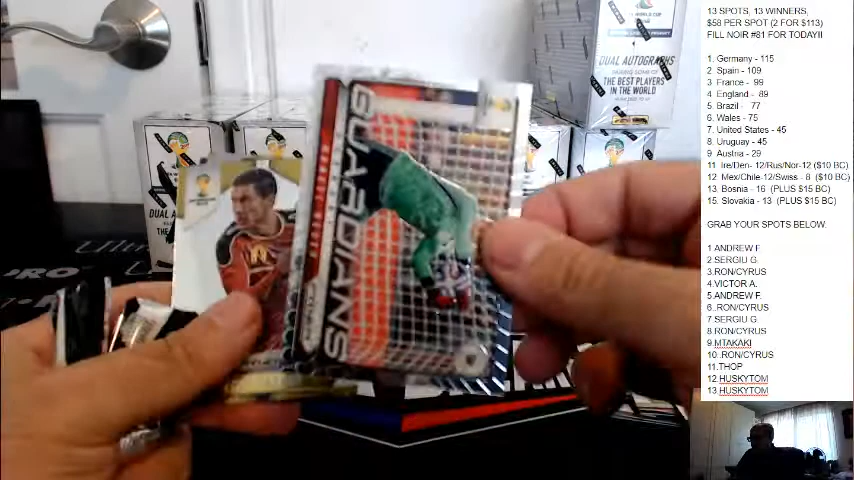 13 SPOTS, 13 WINNERS,
$58 PER SPOT (2 FOR $113)
FILL NOIR #81 FOR TODAY!!
1. Germany - 115
2 Spain - 109
3. France - 99
4 England - 89
5. Brazil - 77
6. Wales - 75
7. United States - 45
8. Uruguay - 45
9 Austria - 29
11 Ire/Den- 12/Rus/Nor-12 ($10 BC)
12 Mex/Chile-12/Swiss - 8 ($10 BC)
13. Bosnia - 16 (PLUS $15 BC)
15. Slovakia - 13 (PLUS $15 BC)
GRAB YOUR SPOTS BELOW.
1 ANDREW F.
2 SERGIU G.
3.RON/CYRUS
4.VICTOR A.
5.ANDREW F.
6..RON/CYRUS
7.SERGIU G.
8 RON/CYRUS
9.MTAKAKI
10..RON/CYRUS
11.THOP
12.HUSKYTOM
13 HUSKYTOM
GUARDIANS
DUAL AUTOGRAPHS
THE BEST PLAYERS
IN THE WORLD
DUAL A